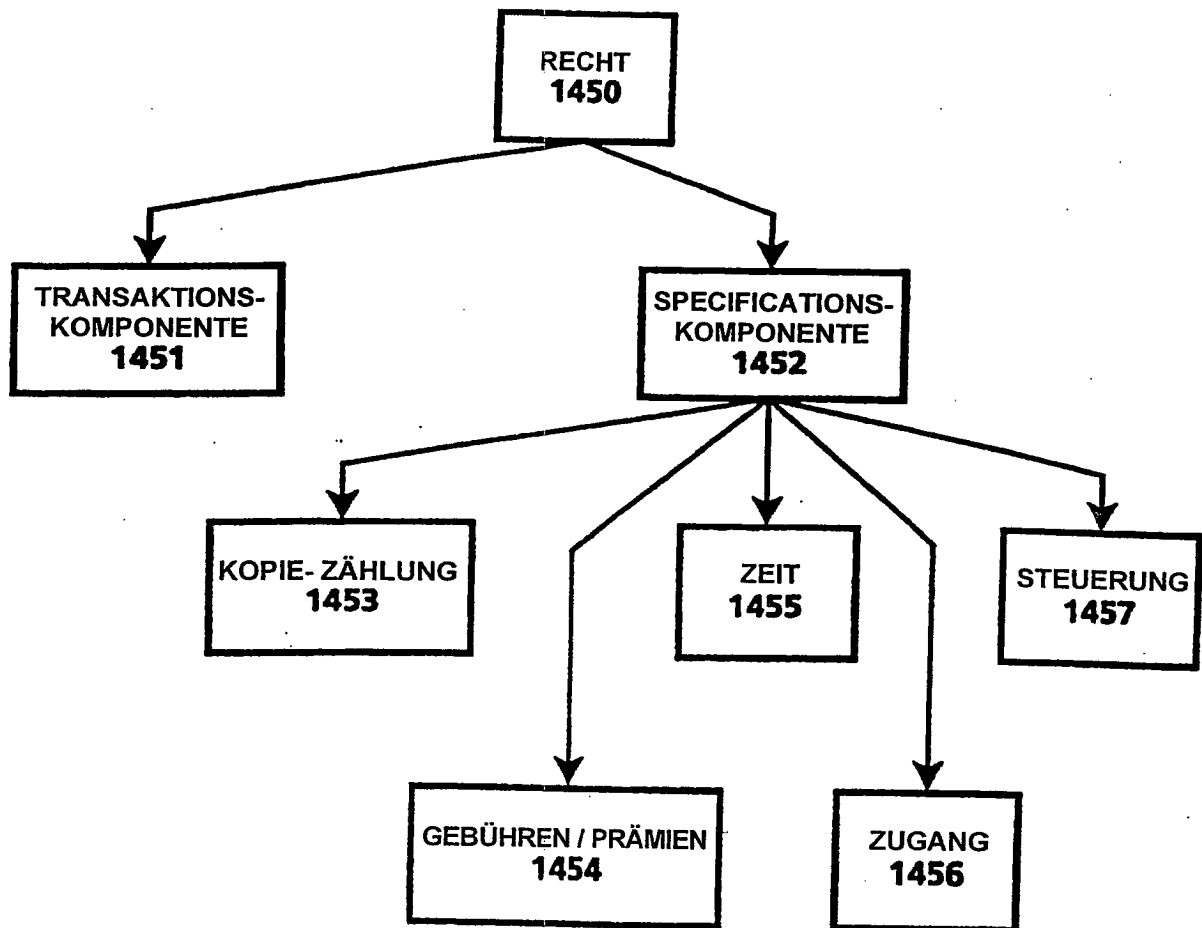 RECHT
1450
TRANSAKTIONS-
KOMPONENTE
1451
SPECIFICATIONS-
KOMPONENTE
1452
KOPIE- ZÄHLUNG
1453
ZEIT
1455
STEUERUNG
1457
GEBÜHREN / PRÄMIEN
1454
ZUGANG
1456